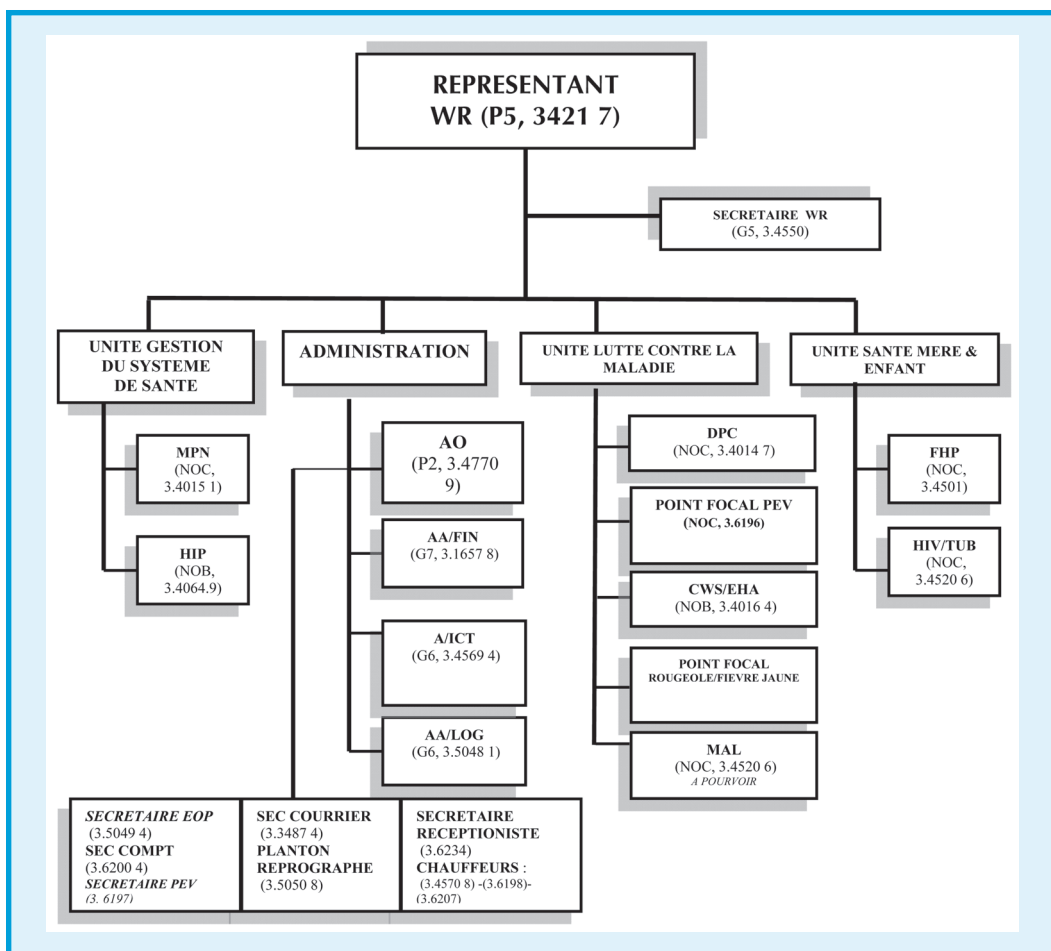 REPRESENTANT
WR (P5, 3421 7)
SECRETAIRE WR
(G5, 3.4550)
UNITE GESTION
DU SYSTEME
DE SANTE
MPN
(NOC,
3.4015 1)
HIP
(NOB,
3.4064.9)
ADMINISTRATION
AO
(P2, 3.4770
9)
AA/FIN
(G7, 3.1657 8)
A/ICT
(G6, 3.4569 4)
AA/LOG
(G6, 3.5048 1)
UNITE LUTTE CONTRE LA
MALADIE
DPC
(NOC, 3.4014 7)
POINT FOCAL PEV
(NOC, 3.6196)
CWS/EHA
(NOB, 3.4016 4)
POINT FOCAL
ROUGEOLE/FIEVRE JAUNE
MAL
(NOC, 3.4520 6)
A POURVOIR
UNITE SANTE MERE &
ENFANT
FHP
(NOC,
3.4501)
HIV/TUB
(NOC,
3.4520 6)
SECRETAIRE EOP
(3.5049 4)
SEC COMPT
(3.6200 4)
SECRETAIRE PEV
(3. 6197)
SEC COURRIER
(3.3487 4)
PLANTON
REPROGRAPHE
(3.5050 8)
SECRETAIRE
RECEPTIONISTE
(3.6234)
CHAUFFEURS :
(3.4570 8) -(3.6198)-
(3.6207)